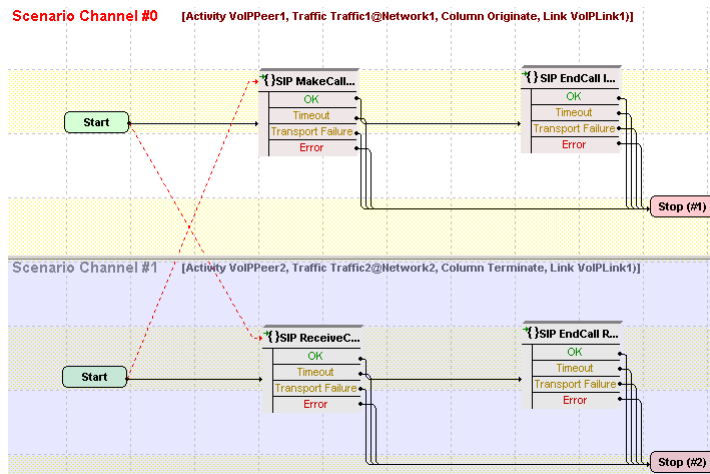 Scenario Channel #0 [Activity VoIPPeer1, Traffic Traffic1@Network1, Column Originate, Link VoIPLink1)]
{}SIP MakeCall... {}SIP EndCall I...
OK OK
Timeout Timeout
Start
Transport Failure Transport Failure
Error Error
Stop (#1)
Scenario Channel #1 [Activity VoIPPeer2, Traffic Traffic2@Network2, Column Terminate, Link VoIPLink1)]
{}SIP ReceiveC... {}SIP EndCall R...
OK OK
Timeout Timeout
Start
Transport Failure Transport Failure
Error Error
Stop (#2)